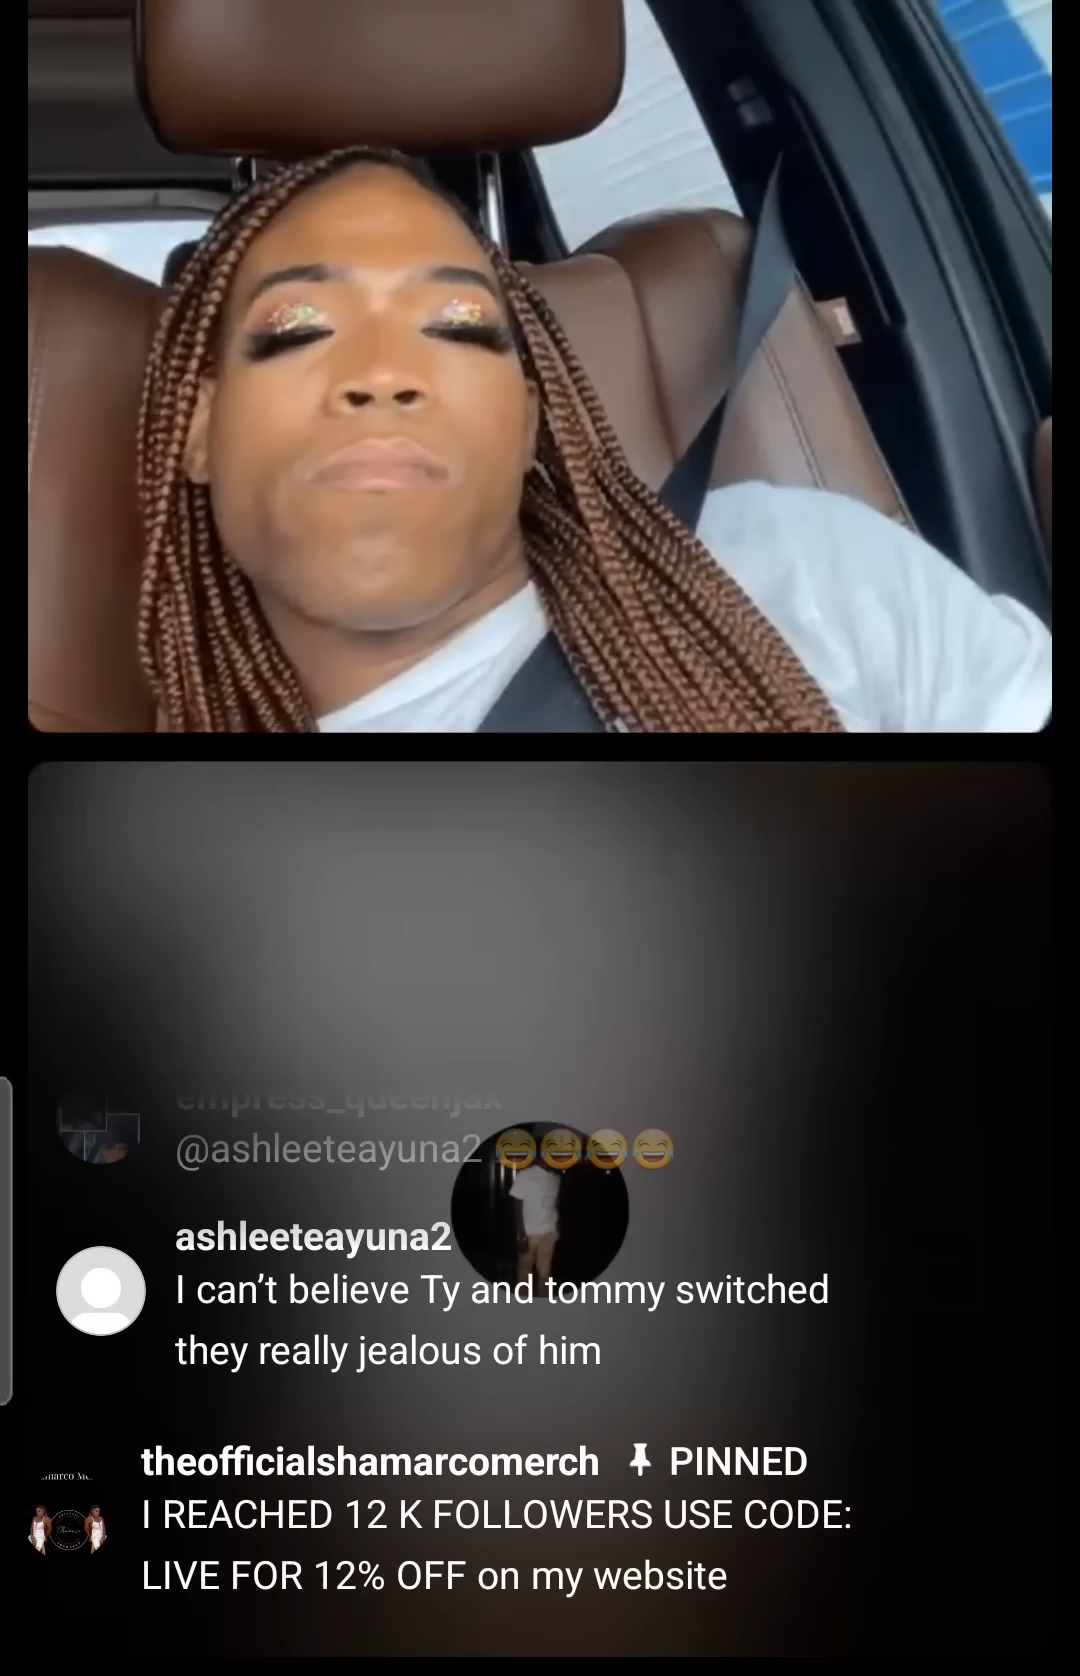 empress_queenjax
@ashleeteayuna2 😂😂😂😂
ashleeteayuna2
I can’t believe Ty and tommy switched
they really jealous of him
theofficialshamarcomerch 📌 PINNED
I REACHED 12 K FOLLOWERS USE CODE:
LIVE FOR 12% OFF on my website